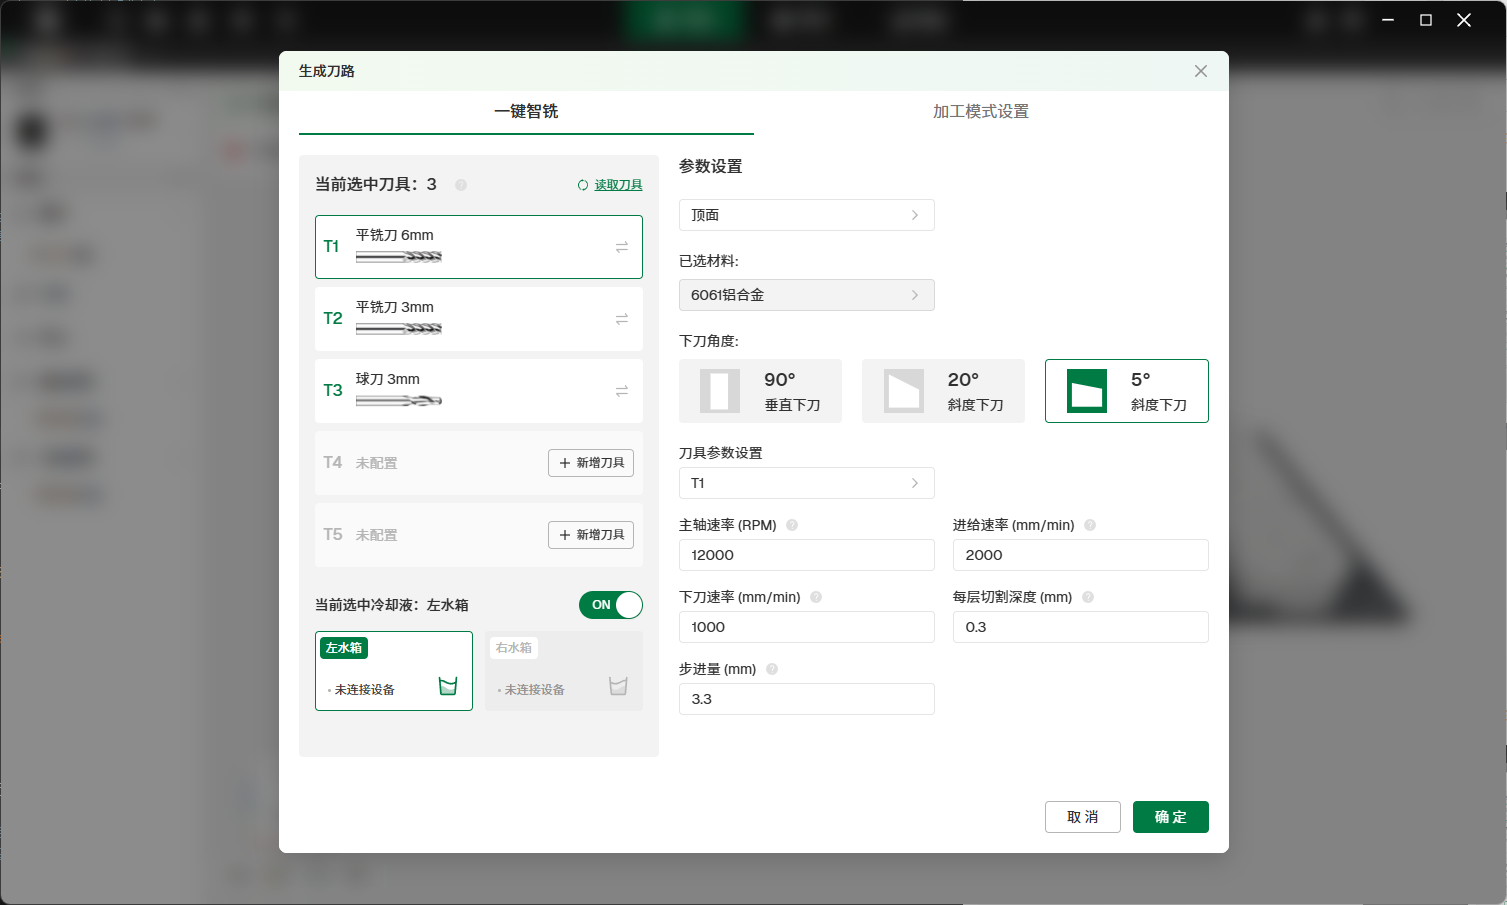 生成刀路
一键智铣
加工模式设置
当前选中刀具：3
读取刀具
T1
平铣刀 6mm
T2
平铣刀 3mm
T3
球刀 3mm
T4
未配置
新增刀具
T5
未配置
新增刀具
当前选中冷却液：左水箱
ON
左水箱
未连接设备
右水箱
未连接设备
参数设置
顶面
已选材料:
6061铝合金
下刀角度:
90°
垂直下刀
20°
斜度下刀
5°
斜度下刀
刀具参数设置
T1
主轴速率 (RPM)
12000
进给速率 (mm/min)
2000
下刀速率 (mm/min)
1000
每层切割深度 (mm)
0.3
步进量 (mm)
3.3
取 消
确 定